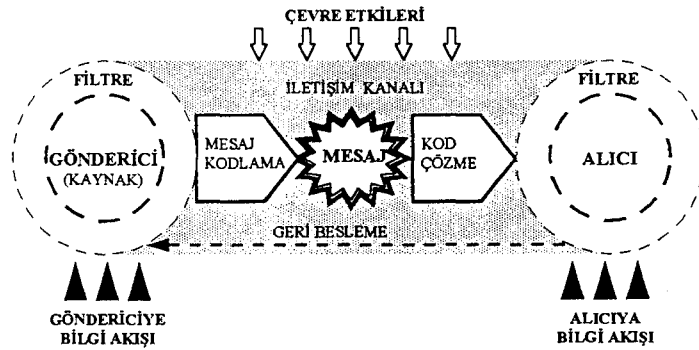 ÇEVRE ETKİLERİ
FİLTRE
İLETİŞİM KANALI
FİLTRE
GÖNDERİCİ
(KAYNAK)
MESAJ
KODLAMA
MESAJ
KOD
ÇÖZME
ALICI
GERİ BESLEME
GÖNDERİCİYE
BİLGİ AKIŞI
ALICIYA
BİLGİ AKIŞI